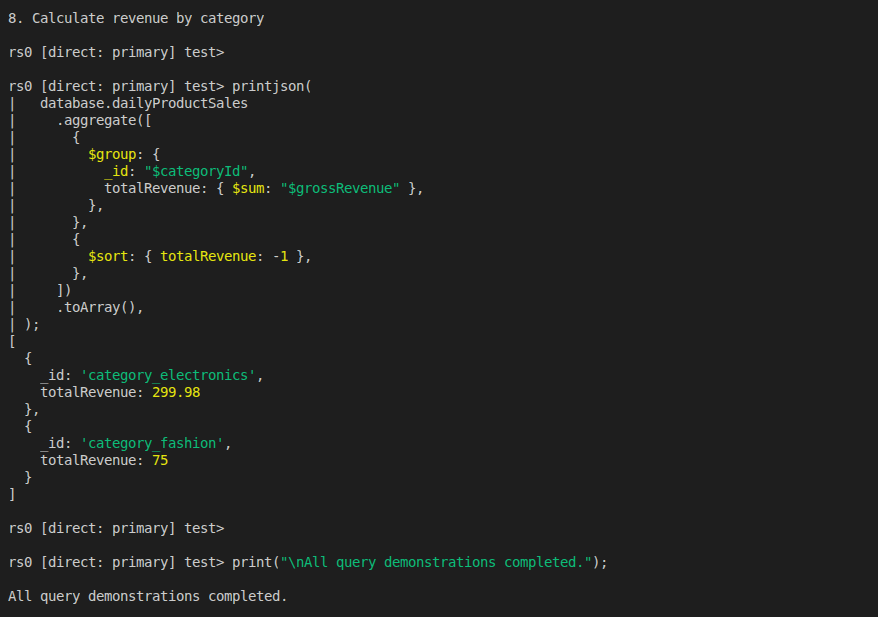 8. Calculate revenue by category
rs0 [direct: primary] test>
rs0 [direct: primary] test> printjson(
|   database.dailyProductSales
|     .aggregate([
|       {
|         $group: {
|           _id: "$categoryId",
|           totalRevenue: { $sum: "$grossRevenue" },
|         },
|       },
|       {
|         $sort: { totalRevenue: -1 },
|       },
|     ])
|     .toArray(),
| );
[
  {
    _id: 'category_electronics',
    totalRevenue: 299.98
  },
  {
    _id: 'category_fashion',
    totalRevenue: 75
  }
]
rs0 [direct: primary] test>
rs0 [direct: primary] test> print("\nAll query demonstrations completed.");
All query demonstrations completed.